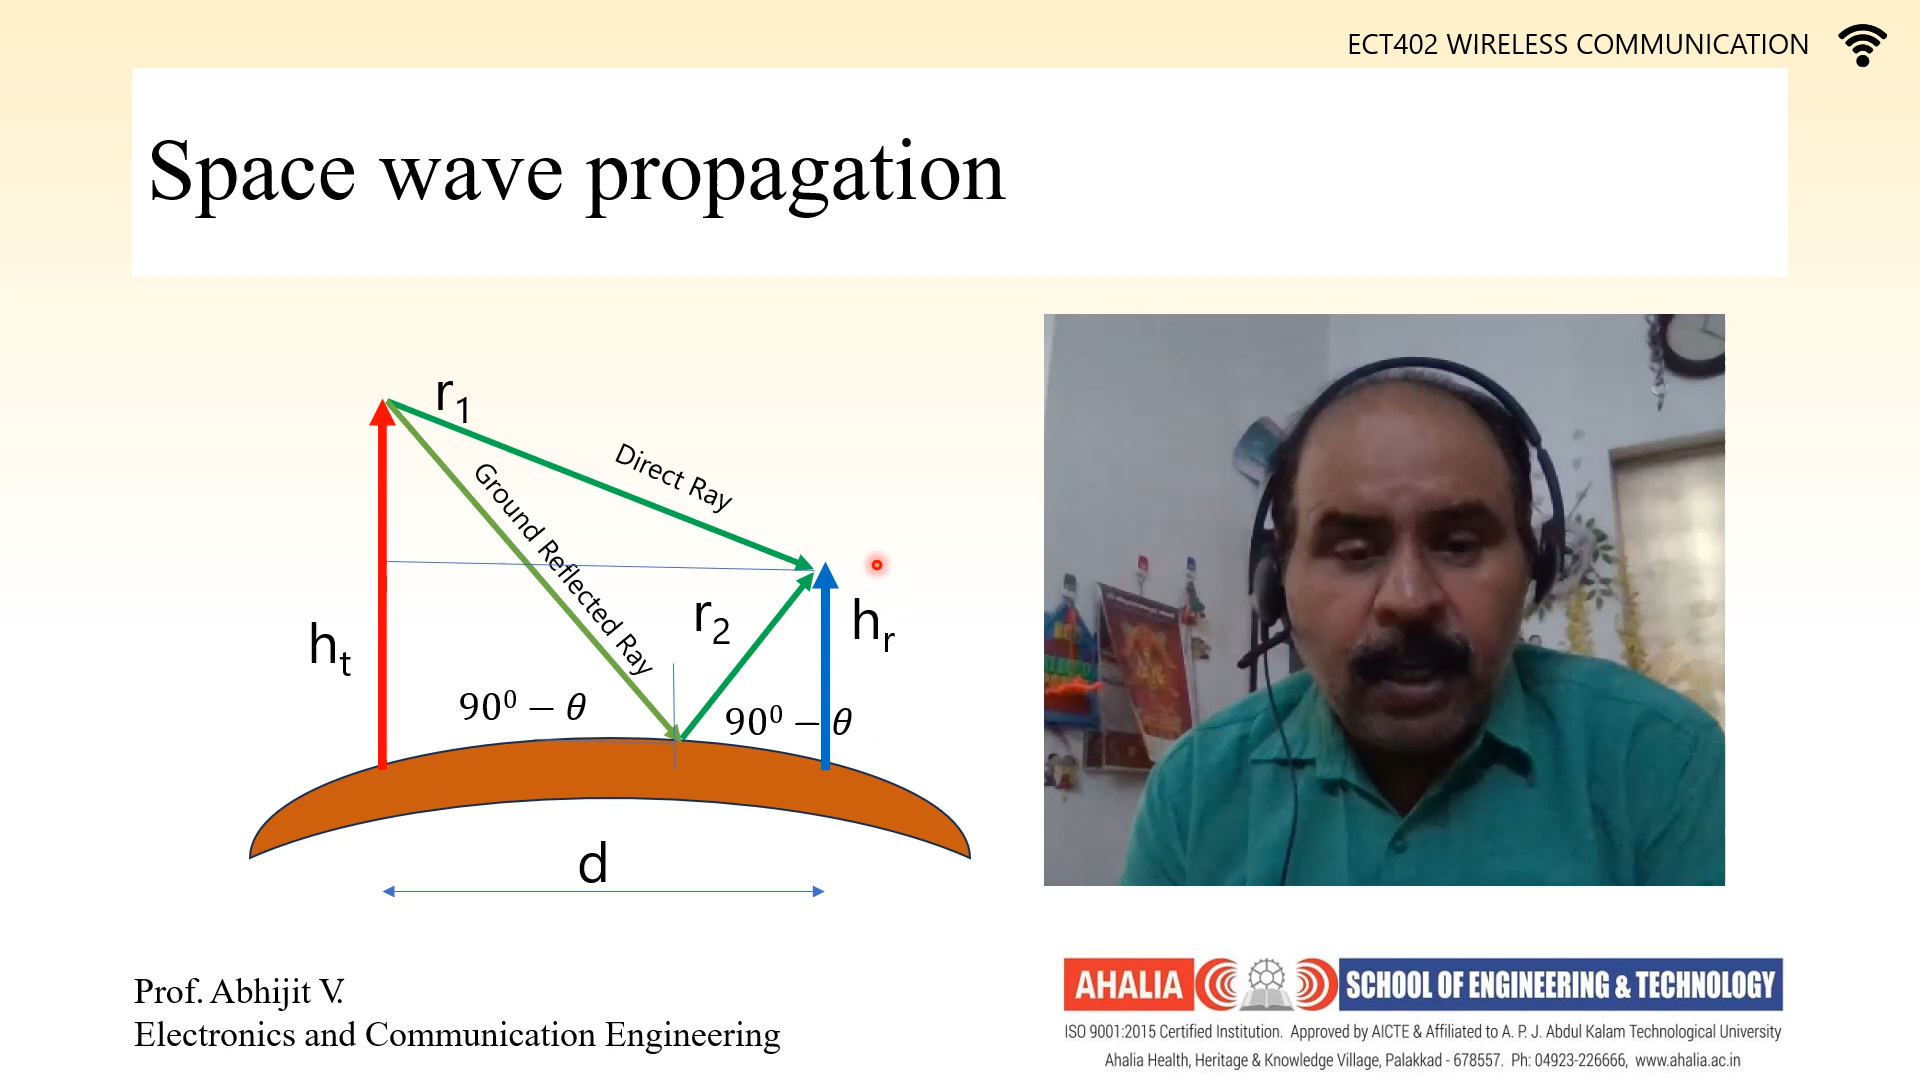 ECT402 WIRELESS COMMUNICATION
Space wave propagation
r₁
Direct Ray
Ground Reflected Ray
r₂
hᵣ
hₜ
90⁰ − θ
90⁰ − θ
d
Prof. Abhijit V.
Electronics and Communication Engineering
AHALIA SCHOOL OF ENGINEERING & TECHNOLOGY
ISO 9001:2015 Certified Institution. Approved by AICTE & Affiliated to A. P. J. Abdul Kalam Technological University
Ahalia Health, Heritage & Knowledge Village, Palakkad - 678557. Ph: 04923-226666, www.ahalia.ac.in